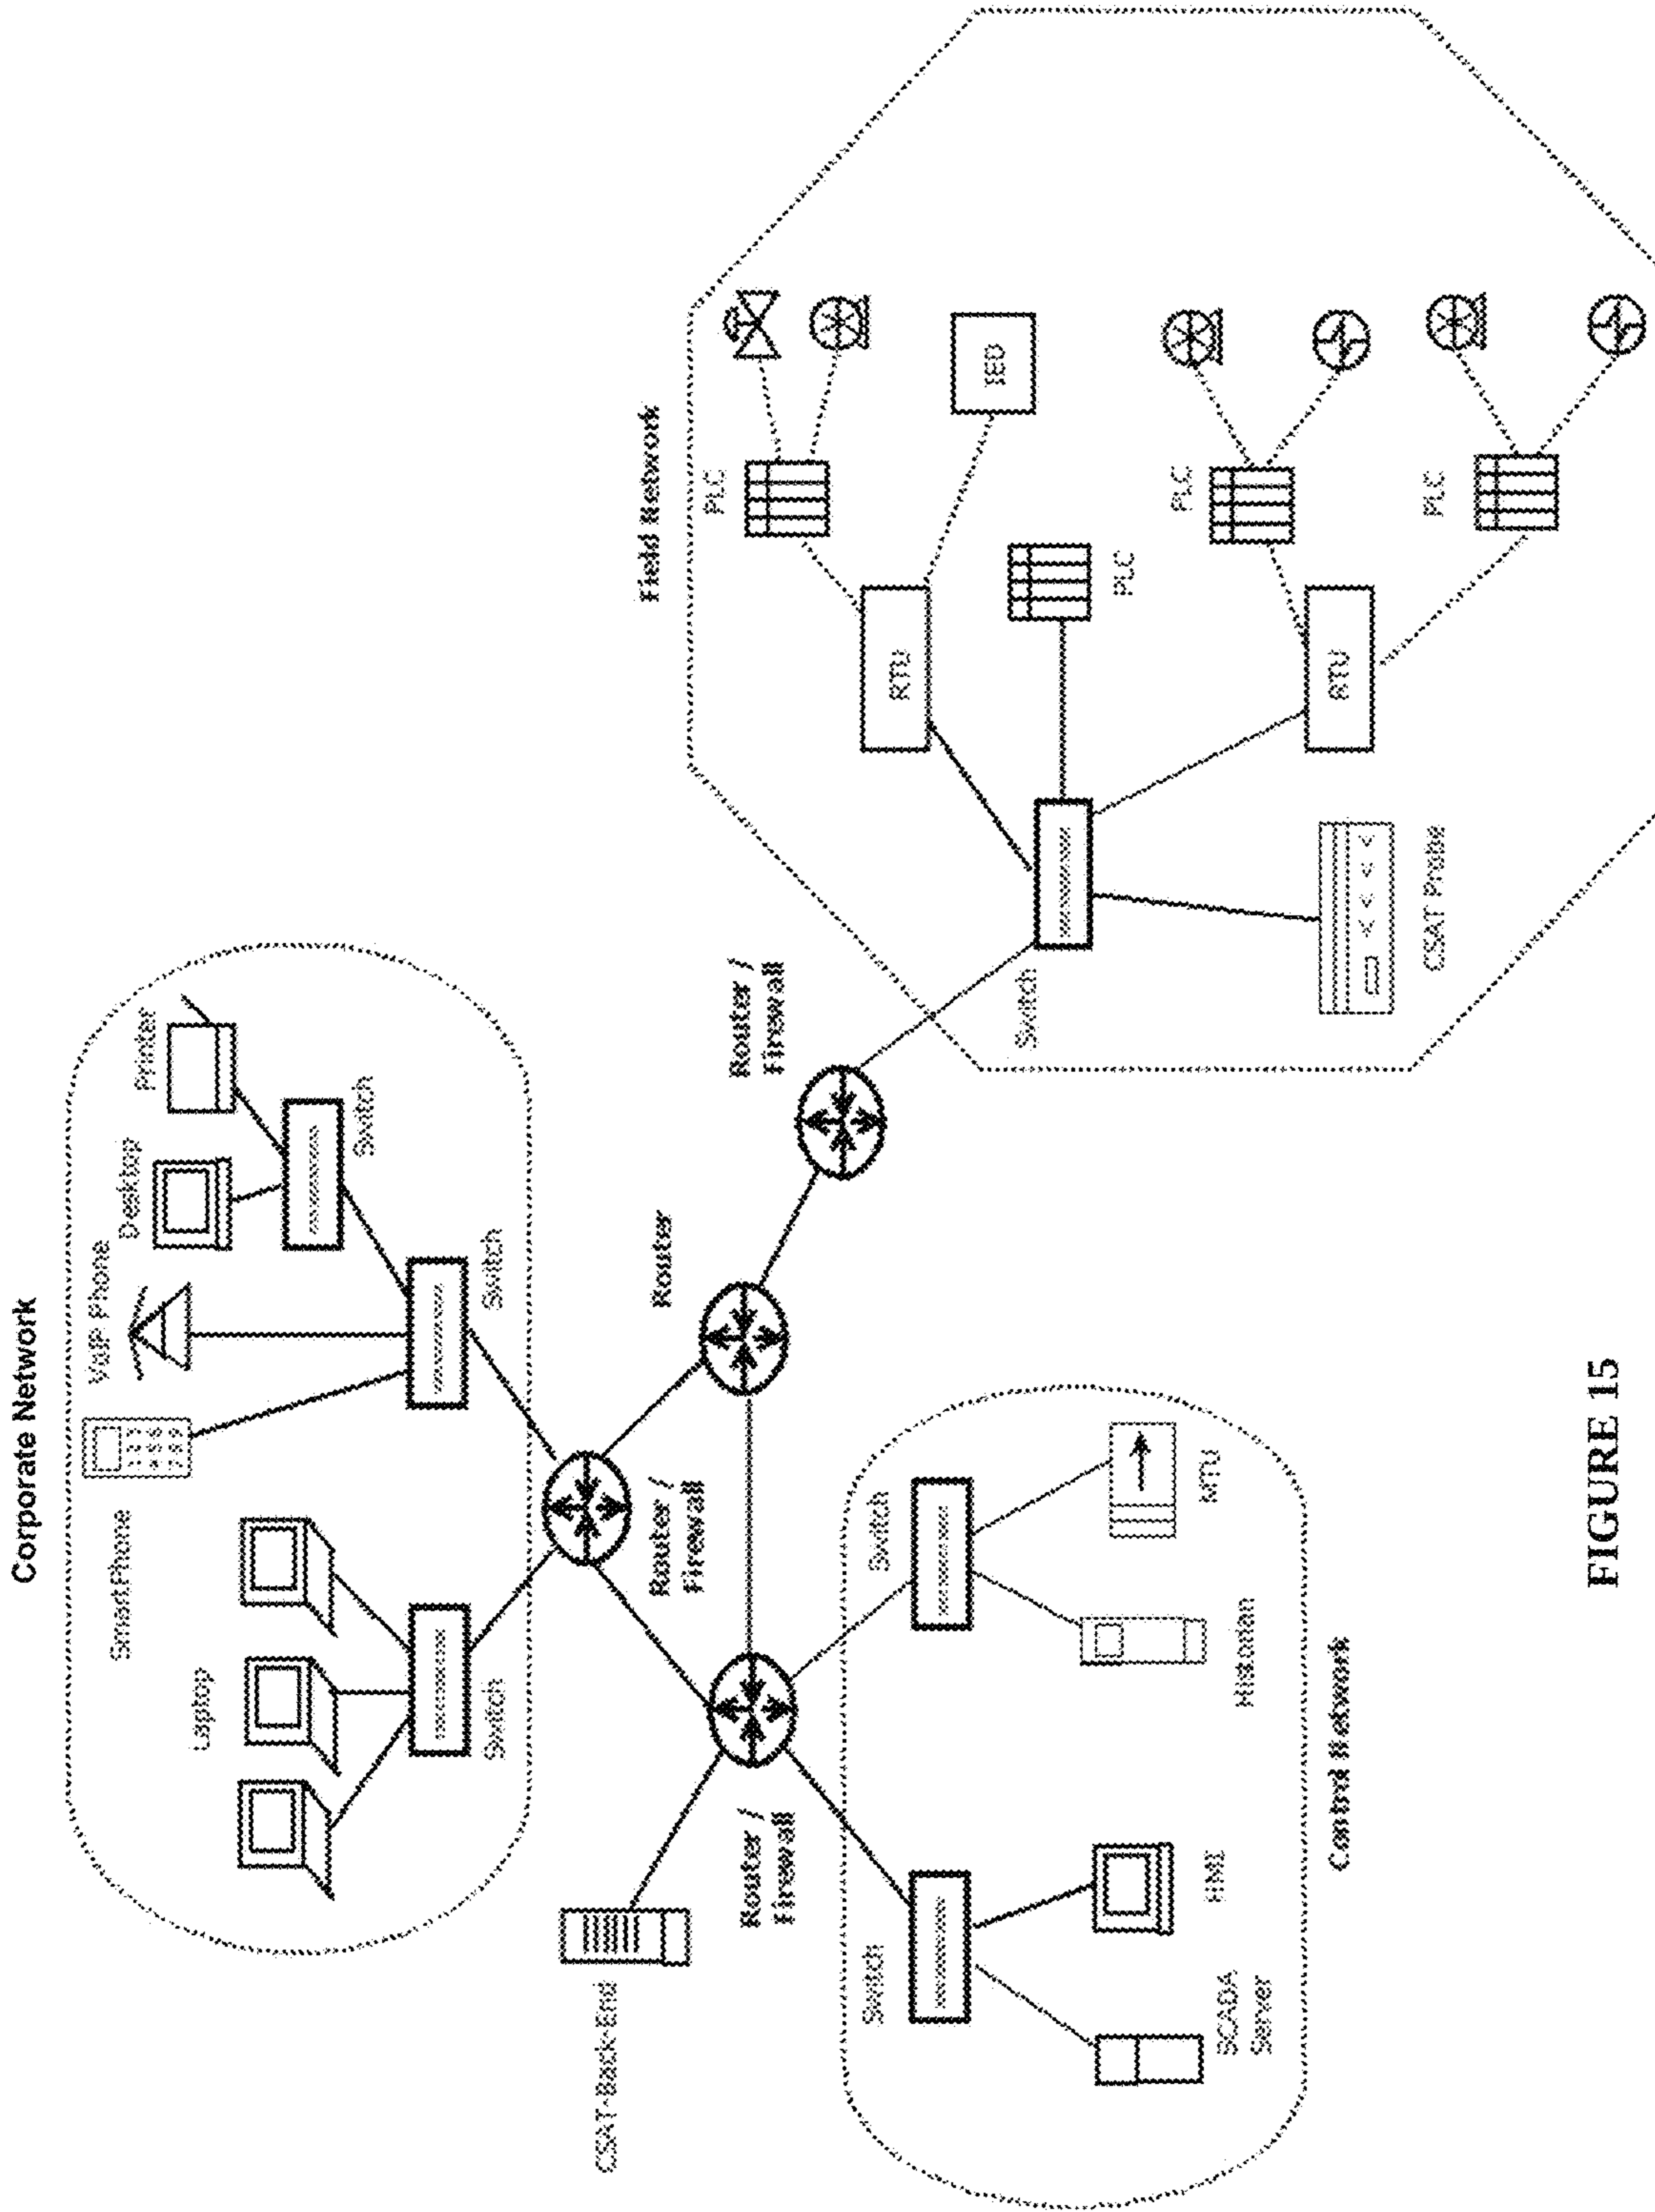 Corporate Network
SmartPhone
VoIP Phone
Desktop
Printer
Laptop
Switch
Switch
Switch
CSAT-Back-End
Router /
Firewall
Router /
Firewall
Router
Router /
Firewall
Field Network
PLC
RTU
IED
PLC
PLC
RTU
PLC
Switch
CSAT Probe
Switch
Switch
SCADA
Server
HMI
Historian
MTU
Control Network
FIGURE 15